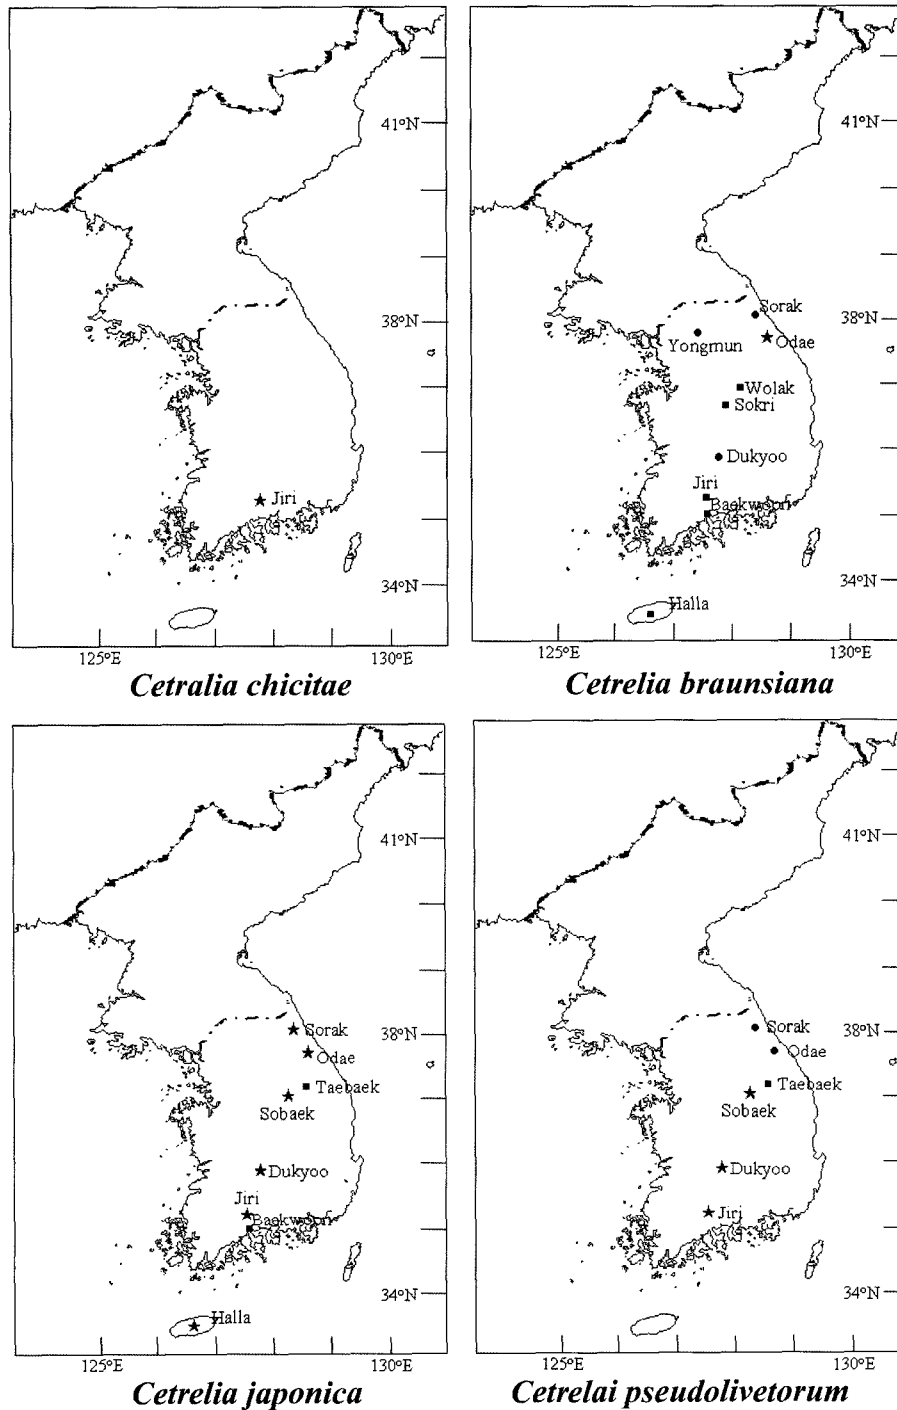 41°N
38°N
Jiri
34°N
125°E
130°E
Cetralia chicitae
41°N
Sorak
38°N
Yongmun
Odae
Wolak
Sokri
Dukyoo
Jiri
Baekwoon
34°N
Halla
125°E
130°E
Cetrelia braunsiana
41°N
Sorak
38°N
Odae
Taebaek
Sobaek
Dukyoo
Jiri
Baekwoon
34°N
Halla
125°E
130°E
Cetrelia japonica
41°N
Sorak
38°N
Odae
Taebaek
Sobaek
Dukyoo
Jiri
34°N
125°E
130°E
Cetrelai pseudolivetorum